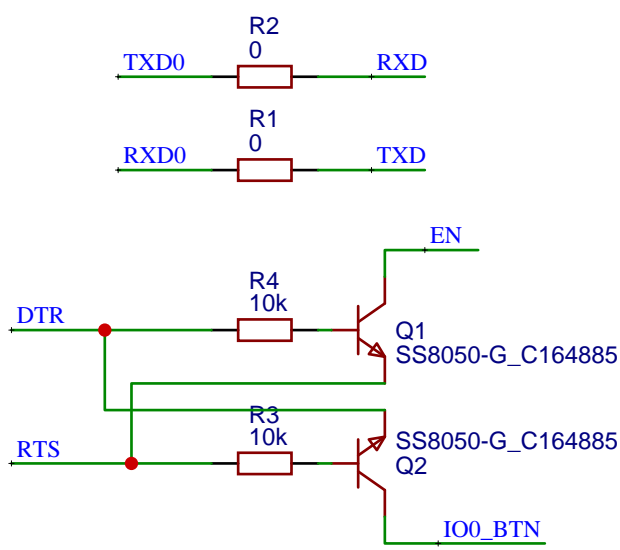 R2
0
TXD0
RXD
R1
0
RXD0
TXD
EN
R4
10k
DTR
Q1
SS8050-G_C164885
R3
10k
RTS
SS8050-G_C164885
Q2
IO0_BTN